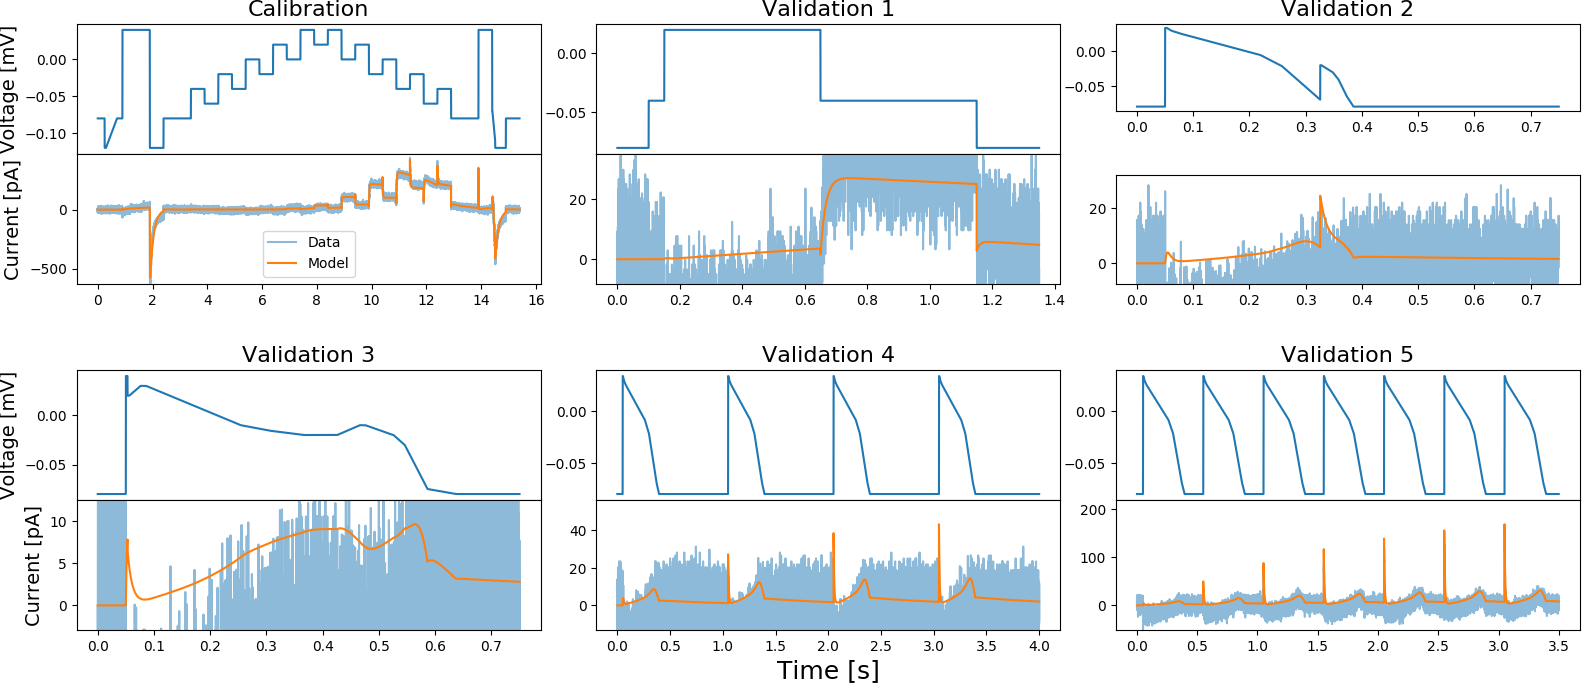 Calibration
Validation 1
Validation 2
Voltage [mV]
0.00
−0.05
−0.10
0.00
−0.05
0.00
−0.05
0.0 0.1 0.2 0.3 0.4 0.5 0.6 0.7
Current [pA]
0
−500
Data
Model
20
0
20
0
0 2 4 6 8 10 12 14 16
0.0 0.2 0.4 0.6 0.8 1.0 1.2 1.4
0.0 0.1 0.2 0.3 0.4 0.5 0.6 0.7
Validation 3
Validation 4
Validation 5
Voltage [mV]
0.00
−0.05
0.00
−0.05
0.00
−0.05
Current [pA]
10
5
0
40
20
0
200
100
0
0.0 0.1 0.2 0.3 0.4 0.5 0.6 0.7
0.0 0.5 1.0 1.5 2.0 2.5 3.0 3.5 4.0
0.0 0.5 1.0 1.5 2.0 2.5 3.0 3.5
Time [s]